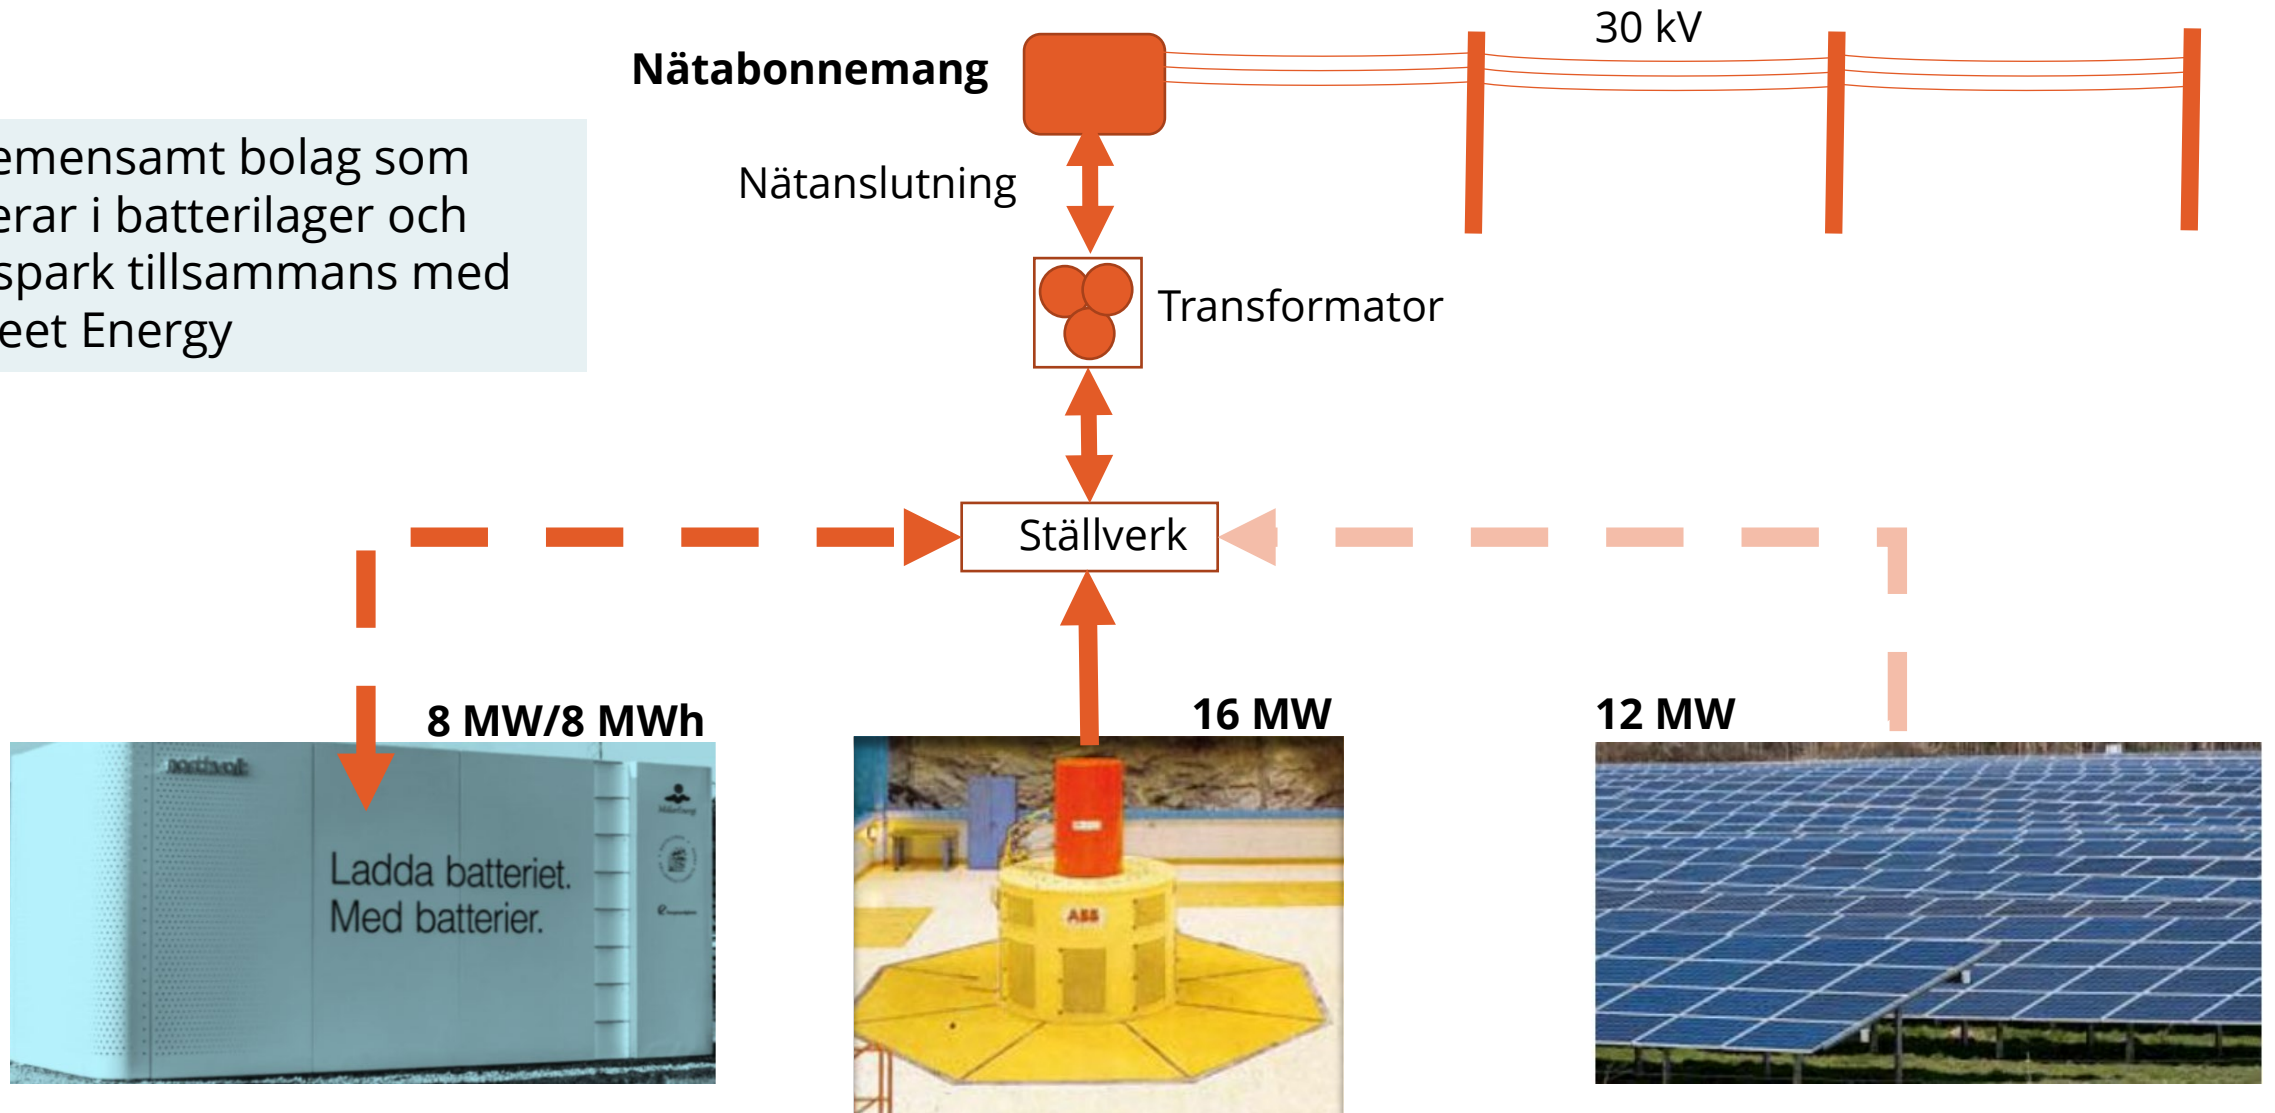 30 kV
Nätabonnemang
emensamt bolag som
erar i batterilager och
spark tillsammans med
eet Energy
Nätanslutning
Transformator
Ställverk
8 MW/8 MWh
16 MW
12 MW
northvolt
Ladda batteriet.
Med batterier.
ABB